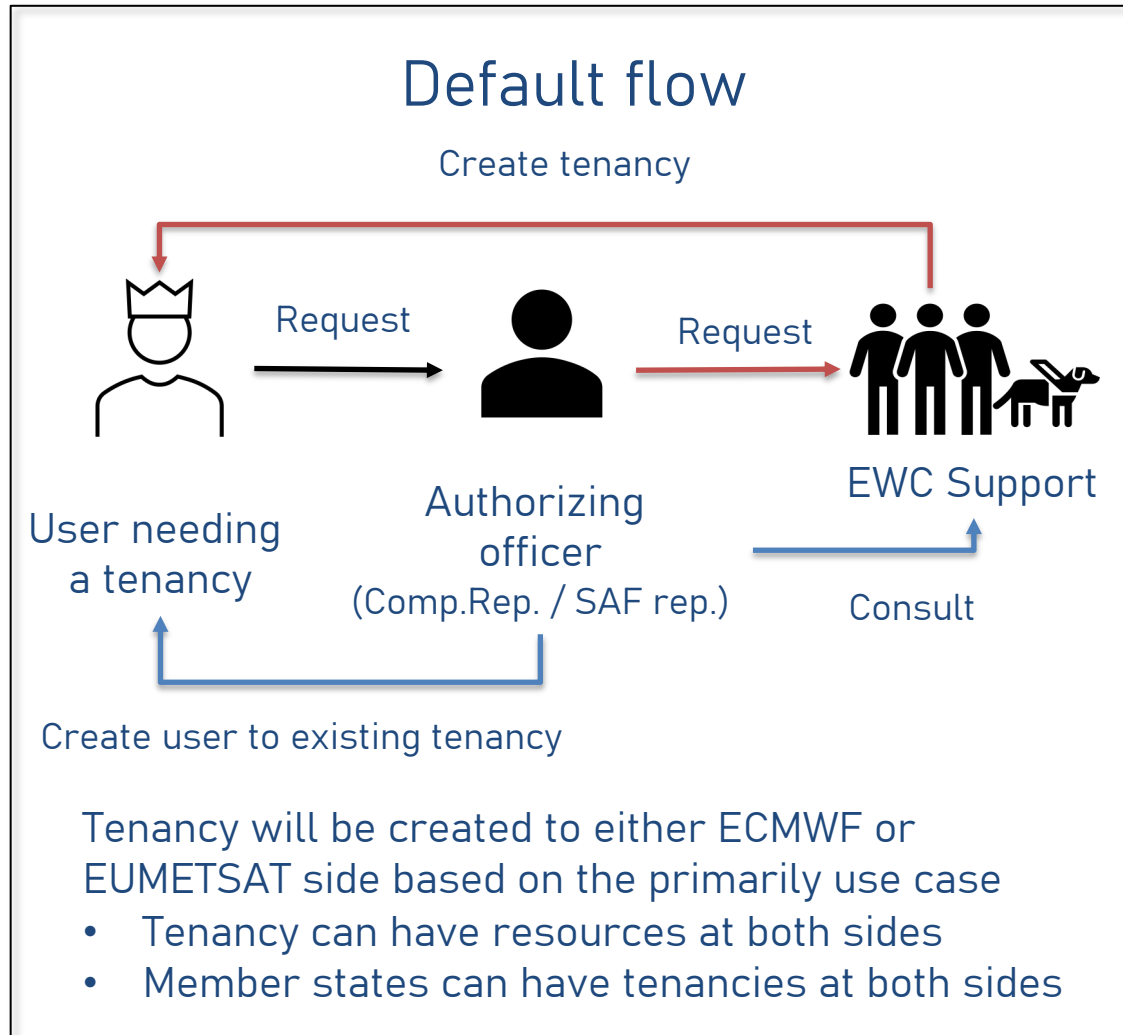 Default flow
Create tenancy
Request
Request
User needing
a tenancy
Authorizing
officer
(Comp.Rep. / SAF rep.)
EWC Support
Consult
Create user to existing tenancy
Tenancy will be created to either ECMWF or
EUMETSAT side based on the primarily use case
• Tenancy can have resources at both sides
• Member states can have tenancies at both sides